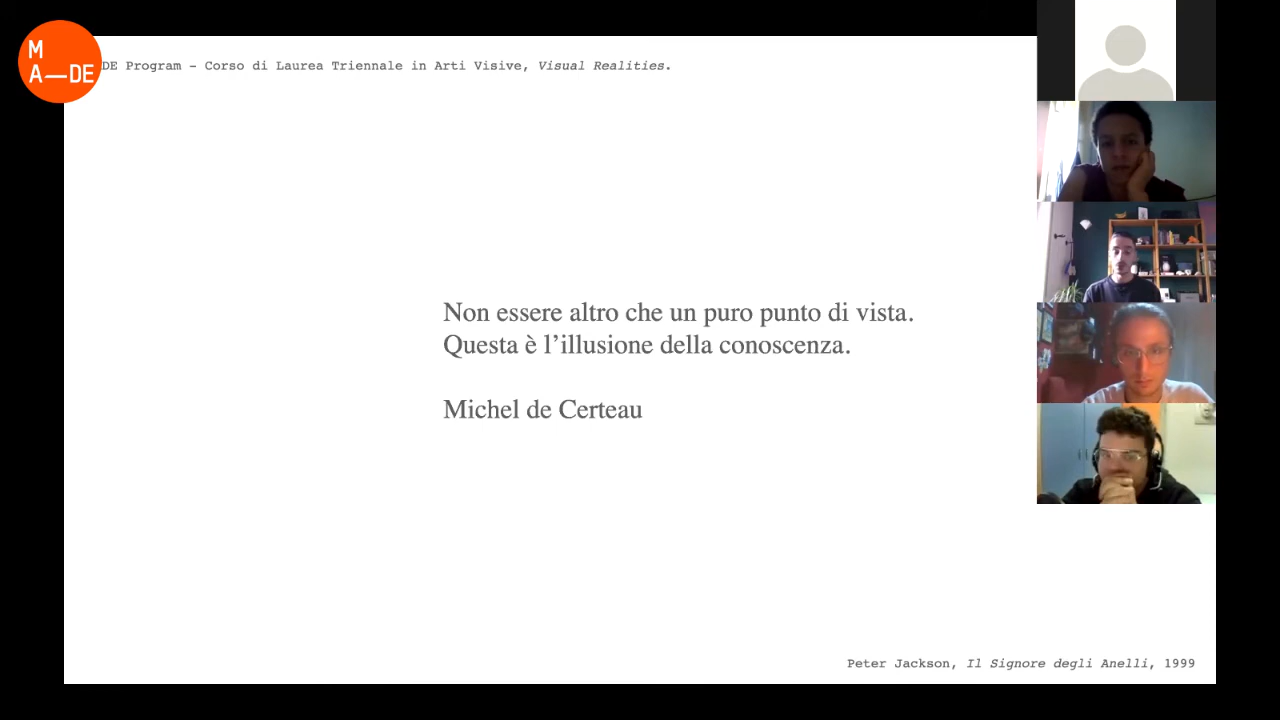 M
A—DE
DE Program – Corso di Laurea Triennale in Arti Visive, Visual Realities.
Non essere altro che un puro punto di vista.
Questa è l’illusione della conoscenza.
Michel de Certeau
Peter Jackson, Il Signore degli Anelli, 1999